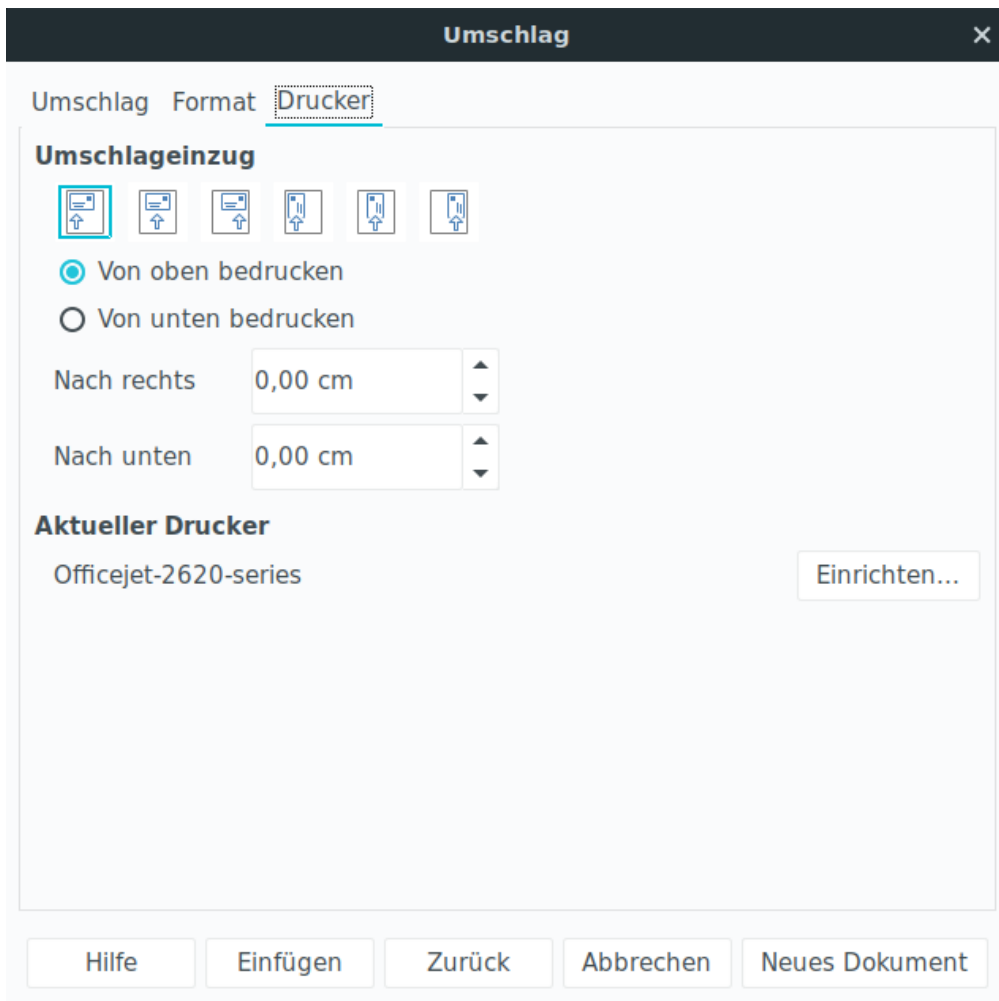 Umschlag
Umschlag Format Drucker
Umschlageinzug
Von oben bedrucken
Von unten bedrucken
Nach rechts 0,00 cm
Nach unten 0,00 cm
Aktueller Drucker
Officejet-2620-series Einrichten...
Hilfe Einfügen Zurück Abbrechen Neues Dokument